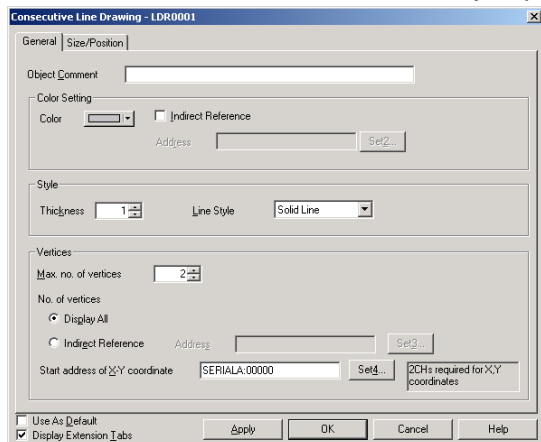 Consecutive Line Drawing - LDR0001
General Size/Position
Object Comment
Color Setting
Color Indirect Reference
Address Set2...
Style
Thickness 1 Line Style Solid Line
Vertices
Max. no. of vertices 2
No. of vertices
Display All
Indirect Reference Address Set3...
Start address of X-Y coordinate SERIALA:00000 Set4... 2CHs required for X,Y
coordinates
Use As Default
Display Extension Tabs Apply OK Cancel Help